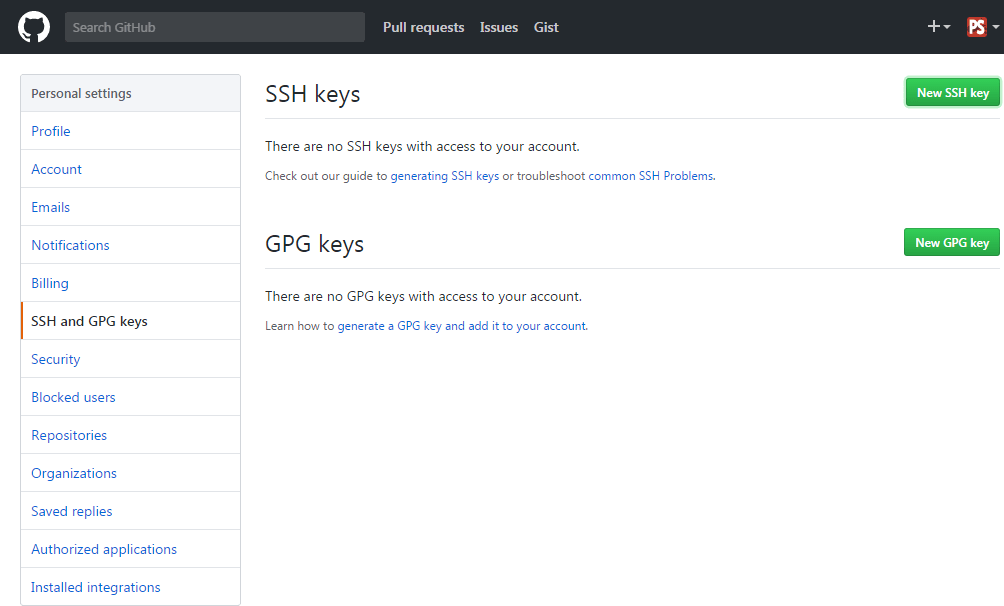 Search GitHub Pull requests Issues Gist PS
Personal settings
Profile
Account
Emails
Notifications
Billing
SSH and GPG keys
Security
Blocked users
Repositories
Organizations
Saved replies
Authorized applications
Installed integrations
SSH keys New SSH key
There are no SSH keys with access to your account.
Check out our guide to generating SSH keys or troubleshoot common SSH Problems.
GPG keys New GPG key
There are no GPG keys with access to your account.
Learn how to generate a GPG key and add it to your account.